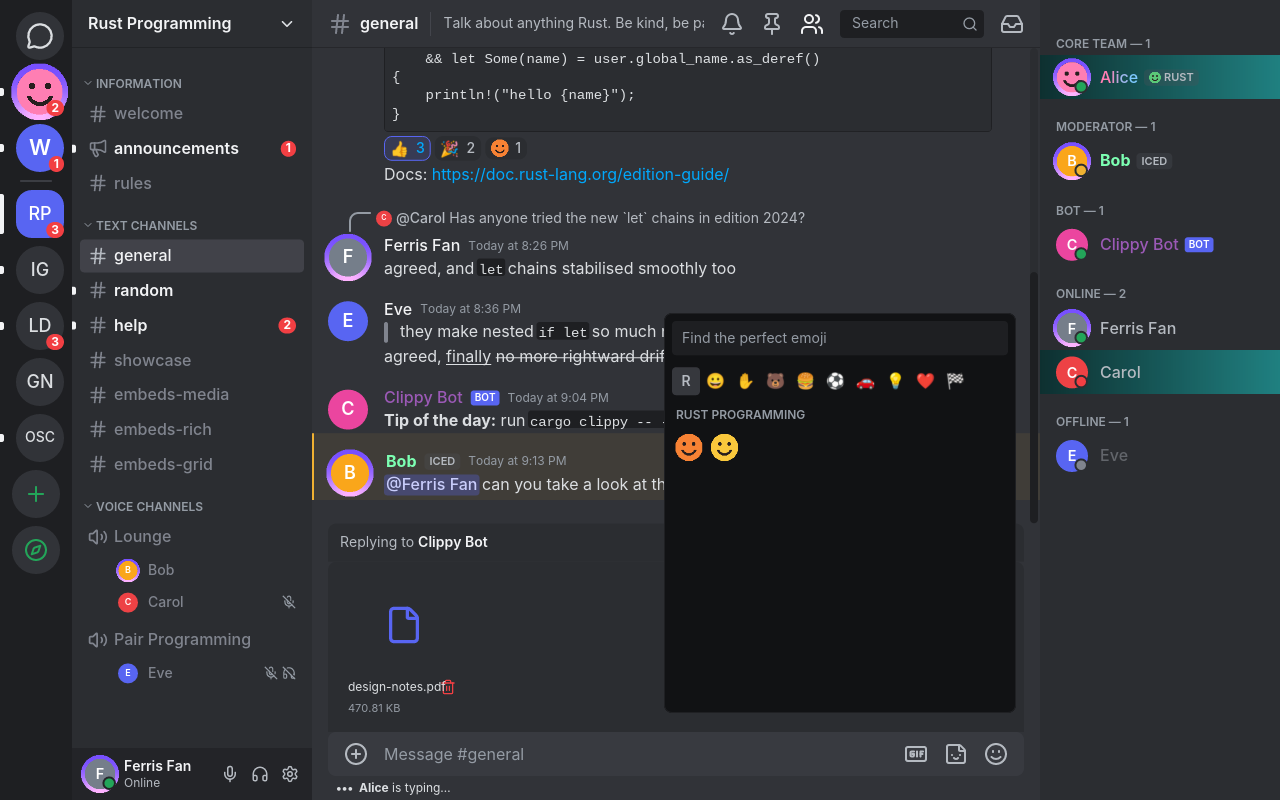 2
W
1
RP
3
IG
LD
3
GN
OSC
Rust Programming
INFORMATION
welcome
announcements
1
rules
TEXT CHANNELS
general
random
help
2
showcase
embeds-media
embeds-rich
embeds-grid
VOICE CHANNELS
Lounge
B
Bob
C
Carol
Pair Programming
E
Eve
F
Ferris Fan
Online
general
Talk about anything Rust. Be kind, be pa
Search
&& let Some(name) = user.global_name.as_deref()
{
println!("hello {name}");
}
👍 3
🎉 2
1
Docs: https://doc.rust-lang.org/edition-guide/
C
@Carol Has anyone tried the new `let` chains in edition 2024?
F
Ferris Fan Today at 8:26 PM
agreed, and let chains stabilised smoothly too
E
Eve Today at 8:36 PM
they make nested if let so much
agreed, finally no more rightward drif
C
Clippy Bot BOT Today at 9:04 PM
Tip of the day: run cargo clippy --
B
Bob ICED Today at 9:13 PM
@Ferris Fan can you take a look at th
Replying to Clippy Bot
design-notes.pdf
470.81 KB
Message #general
GIF
Alice is typing...
Find the perfect emoji
R
RUST PROGRAMMING
CORE TEAM — 1
Alice RUST
MODERATOR — 1
B
Bob ICED
BOT — 1
C
Clippy Bot BOT
ONLINE — 2
F
Ferris Fan
C
Carol
OFFLINE — 1
E
Eve